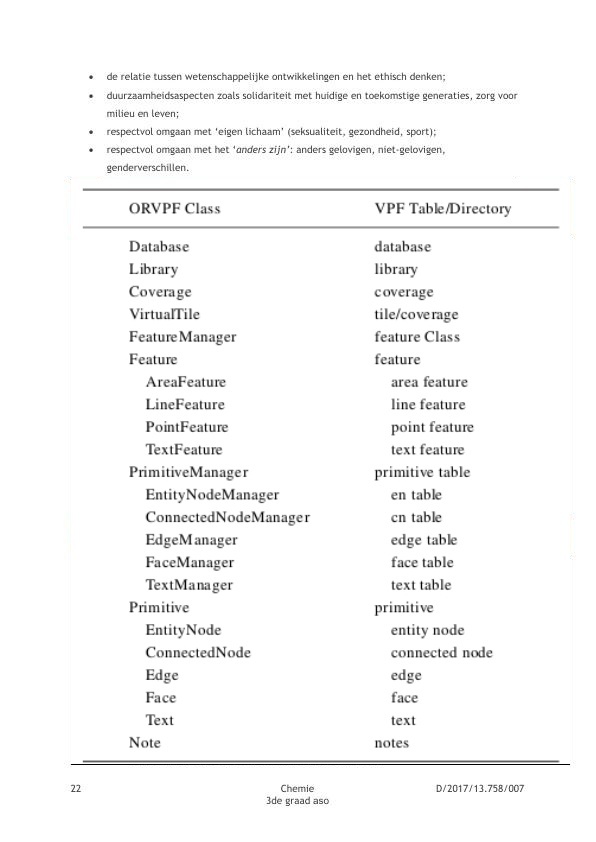 • de relatie tussen wetenschappelijke ontwikkelingen en het ethisch denken;
• duurzaamheidsaspecten zoals solidariteit met huidige en toekomstige generaties, zorg voor
milieu en leven;
• respectvol omgaan met ‘eigen lichaam’ (seksualiteit, gezondheid, sport);
• respectvol omgaan met het ‘anders zijn’: anders gelovigen, niet-gelovigen,
genderverschillen.
ORVPF Class VPF Table/Directory
Database database
Library library
Coverage coverage
VirtualTile tile/coverage
FeatureManager feature Class
Feature feature
AreaFeature area feature
LineFeature line feature
PointFeature point feature
TextFeature text feature
PrimitiveManager primitive table
EntityNodeManager en table
ConnectedNodeManager cn table
EdgeManager edge table
FaceManager face table
TextManager text table
Primitive primitive
EntityNode entity node
ConnectedNode connected node
Edge edge
Face face
Text text
Note notes
22 Chemie D/2017/13.758/007
3de graad aso